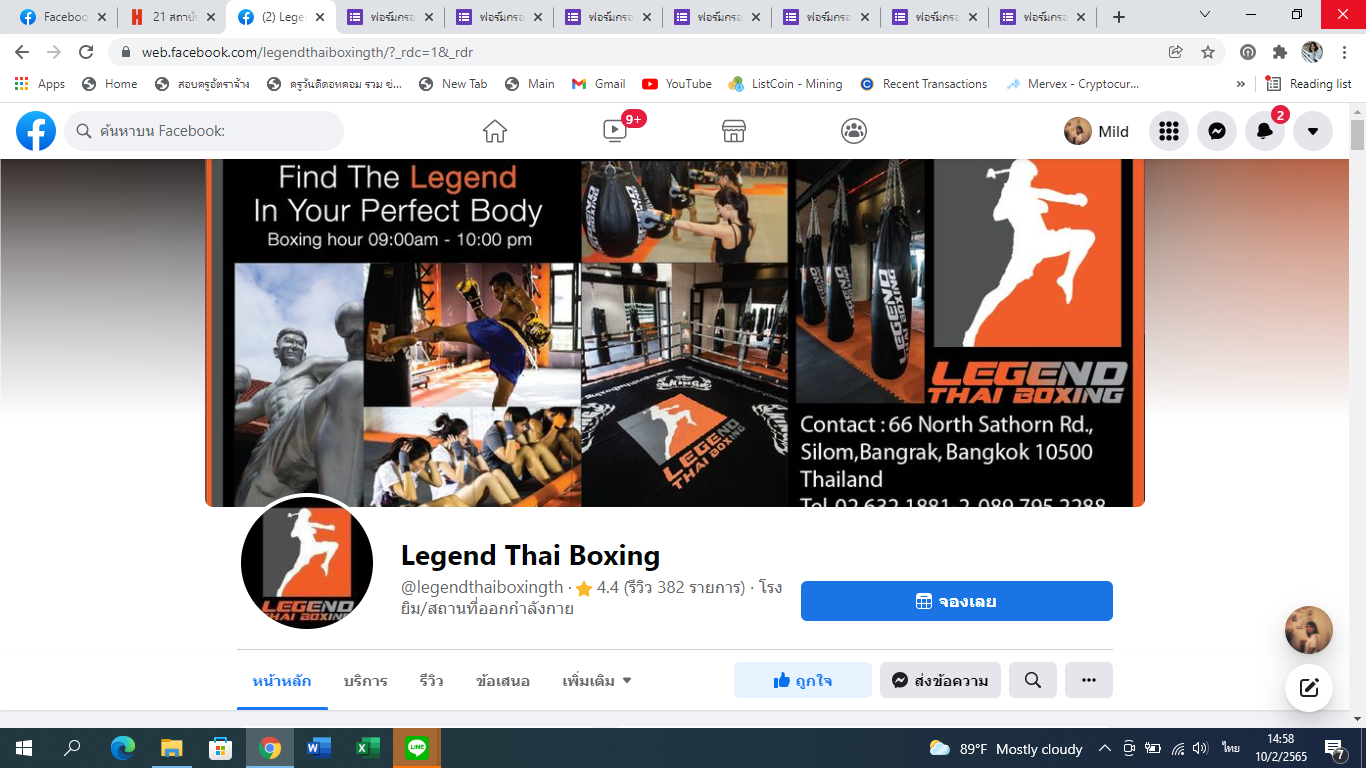 Faceboo
21 สถาบั
(2) Lege
ฟอร์มกรอ
ฟอร์มกรอ
ฟอร์มกรอ
ฟอร์มกรอ
ฟอร์มกรอ
ฟอร์มกรอ
ฟอร์มกรอ
web.facebook.com/legendthaiboxingth/?_rdc=1&_rdr
Apps
Home
สอบครูอัตราจ้าง
ครูวันดีดอทคอม รวม ข่...
New Tab
Main
Gmail
YouTube
ListCoin - Mining
Recent Transactions
Mervex - Cryptocur...
»
Reading list
ค้นหาบน Facebook:
9+
Mild
2
Find The Legend
In Your Perfect Body
Boxing hour 09:00am - 10:00 pm
LEGEND
THAI BOXING
KING
LEGEND
THAI BOXING
LEGEND
THAI BOXING
Contact : 66 North Sathorn Rd.,
Silom,Bangrak, Bangkok 10500
Thailand
Tel. 02 632 1881-2, 089 795 2288
LEGEND
THAI BOXING
Legend Thai Boxing
@legendthaiboxingth · 4.4 (รีวิว 382 รายการ) · โรง
ยิม/สถานที่ออกกำลังกาย
จองเลย
หน้าหลัก
บริการ
รีวิว
ข้อเสนอ
เพิ่มเติม
ถูกใจ
ส่งข้อความ
89°F Mostly cloudy
ไทย
14:58
10/2/2565
7